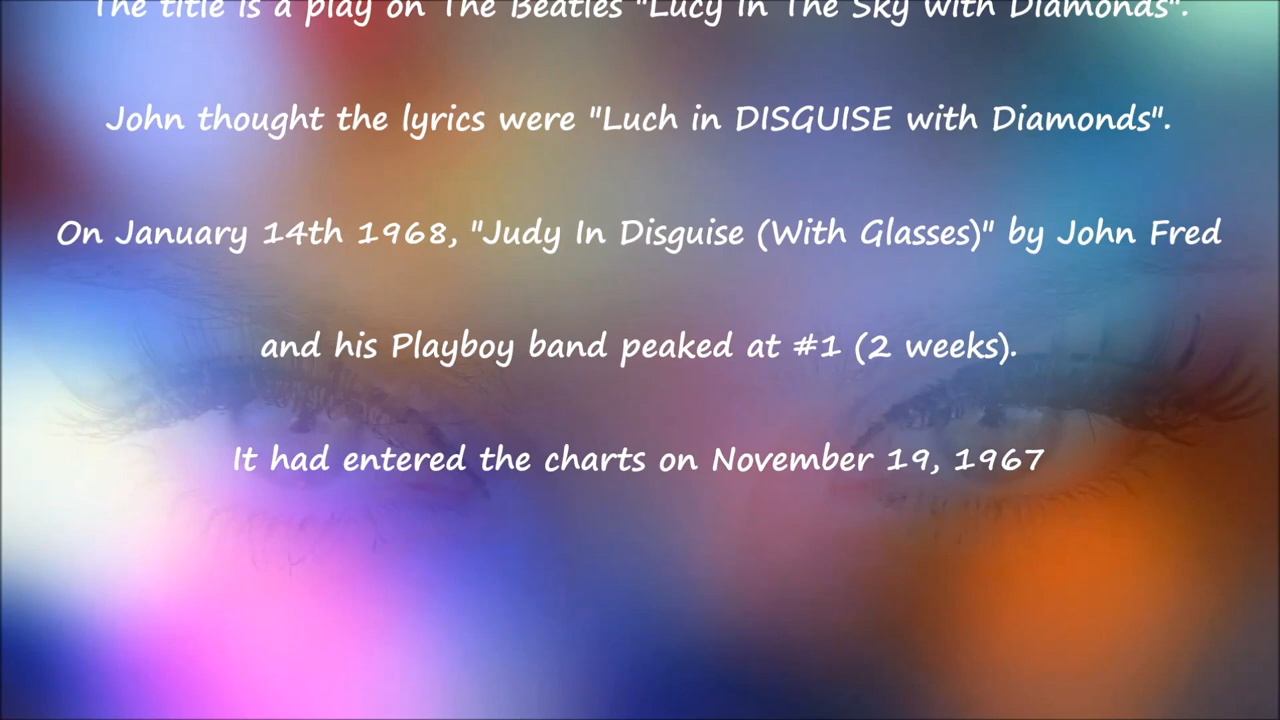 The title is a play on The Beatles "Lucy In The Sky with Diamonds".
John thought the lyrics were "Luch in DISGUISE with Diamonds".
On January 14th 1968, "Judy In Disguise (With Glasses)" by John Fred
and his Playboy band peaked at #1 (2 weeks).
It had entered the charts on November 19, 1967